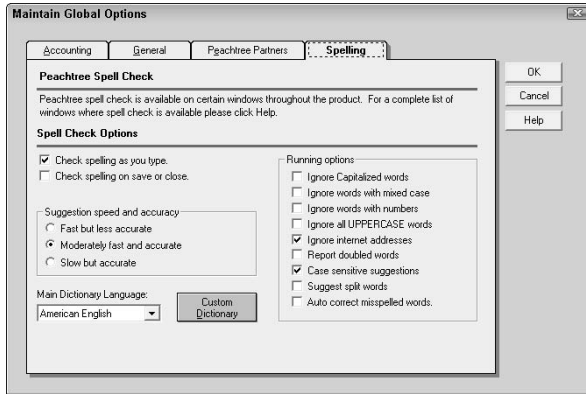 Maintain Global Options
Accounting General Peachtree Partners Spelling
OK
Cancel
Help
Peachtree Spell Check
Peachtree spell check is available on certain windows throughout the product. For a complete list of
windows where spell check is available please click Help.
Spell Check Options
Check spelling as you type.
Check spelling on save or close.
Suggestion speed and accuracy
Fast but less accurate
Moderately fast and accurate
Slow but accurate
Main Dictionary Language:
American English
Custom
Dictionary
Running options
Ignore Capitalized words
Ignore words with mixed case
Ignore words with numbers
Ignore all UPPERCASE words
Ignore internet addresses
Report doubled words
Case sensitive suggestions
Suggest split words
Auto correct misspelled words.